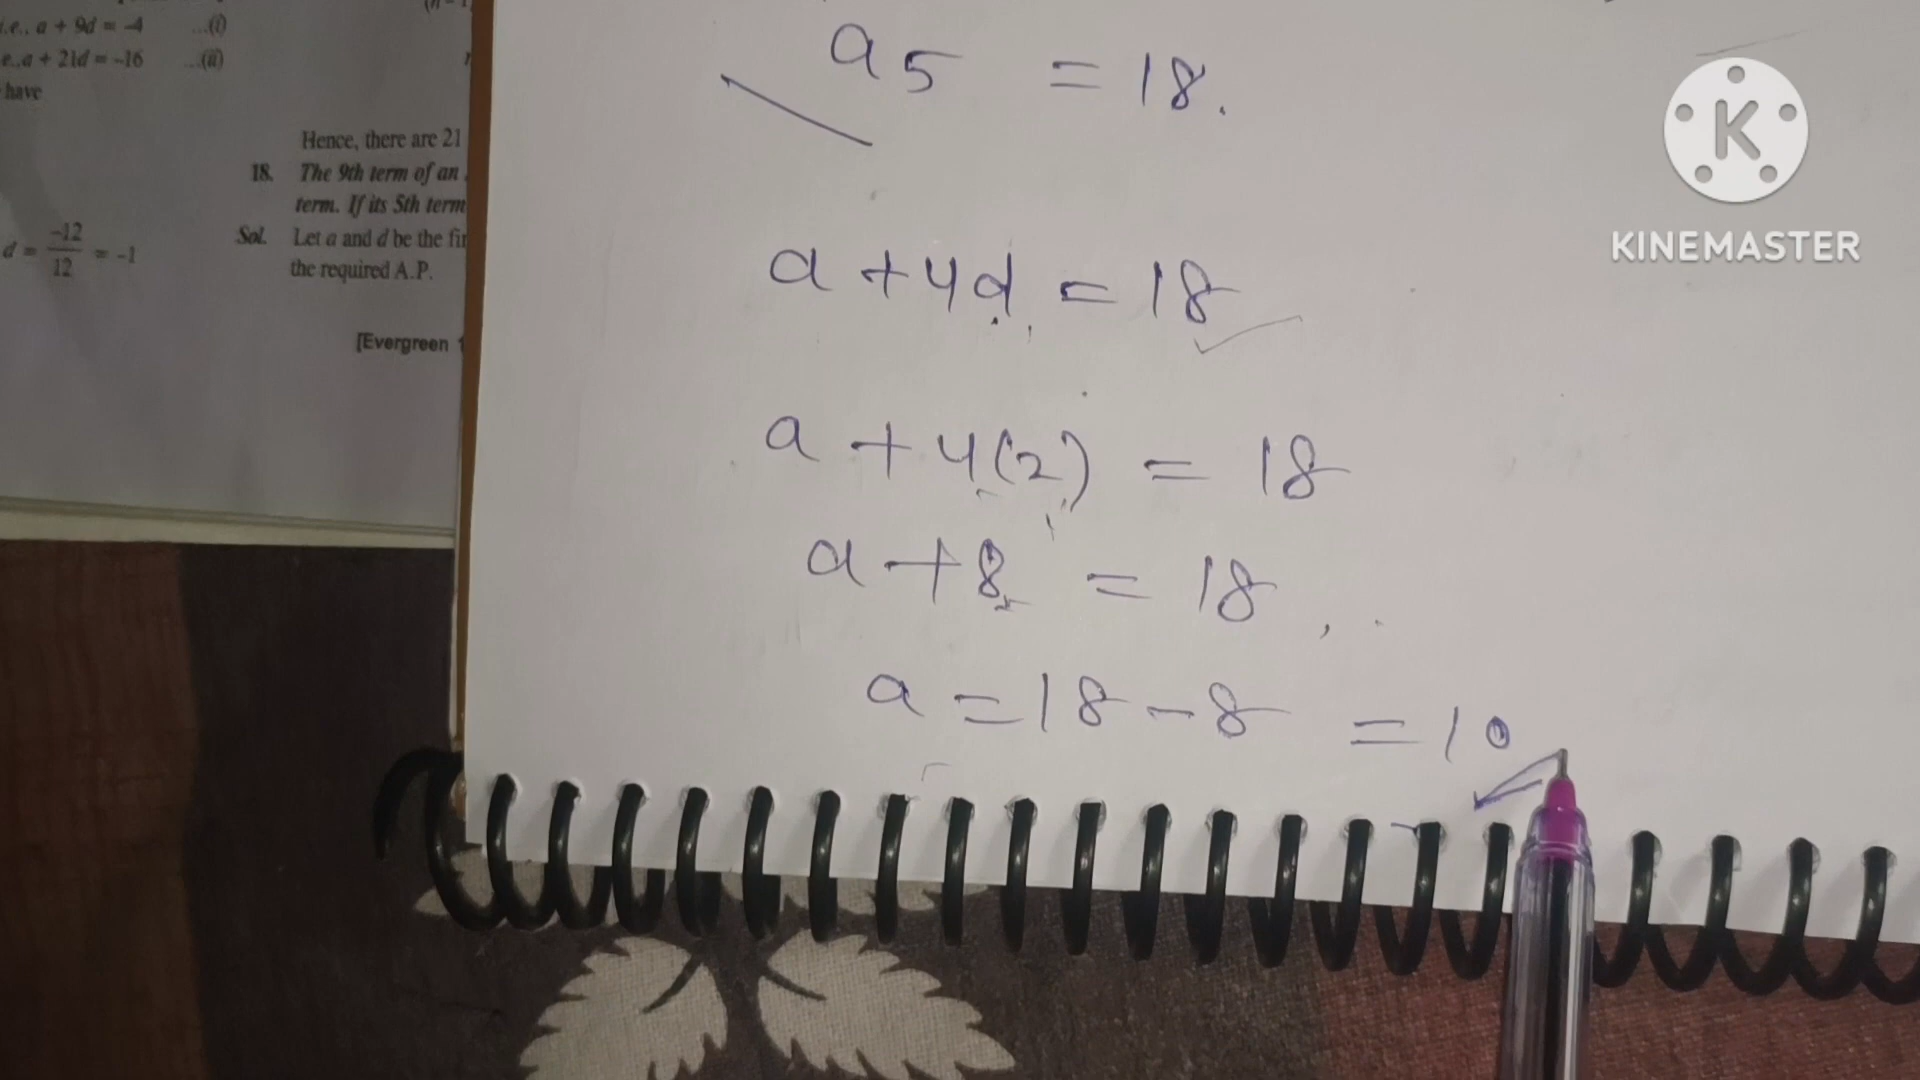 i.e., a + 9d = -4 ...(i)
e., a + 21d = -16 ...(ii)
have
d = -12/12 = -1
Hence, there are 21
18. The 9th term of an
term. If its 5th term
Sol. Let a and d be the fir
the required A.P.
[Evergreen
a5 = 18.
a + 4d = 18
a + 4(2) = 18
a + 8 = 18
a = 18 - 8 = 10
K
KINEMASTER